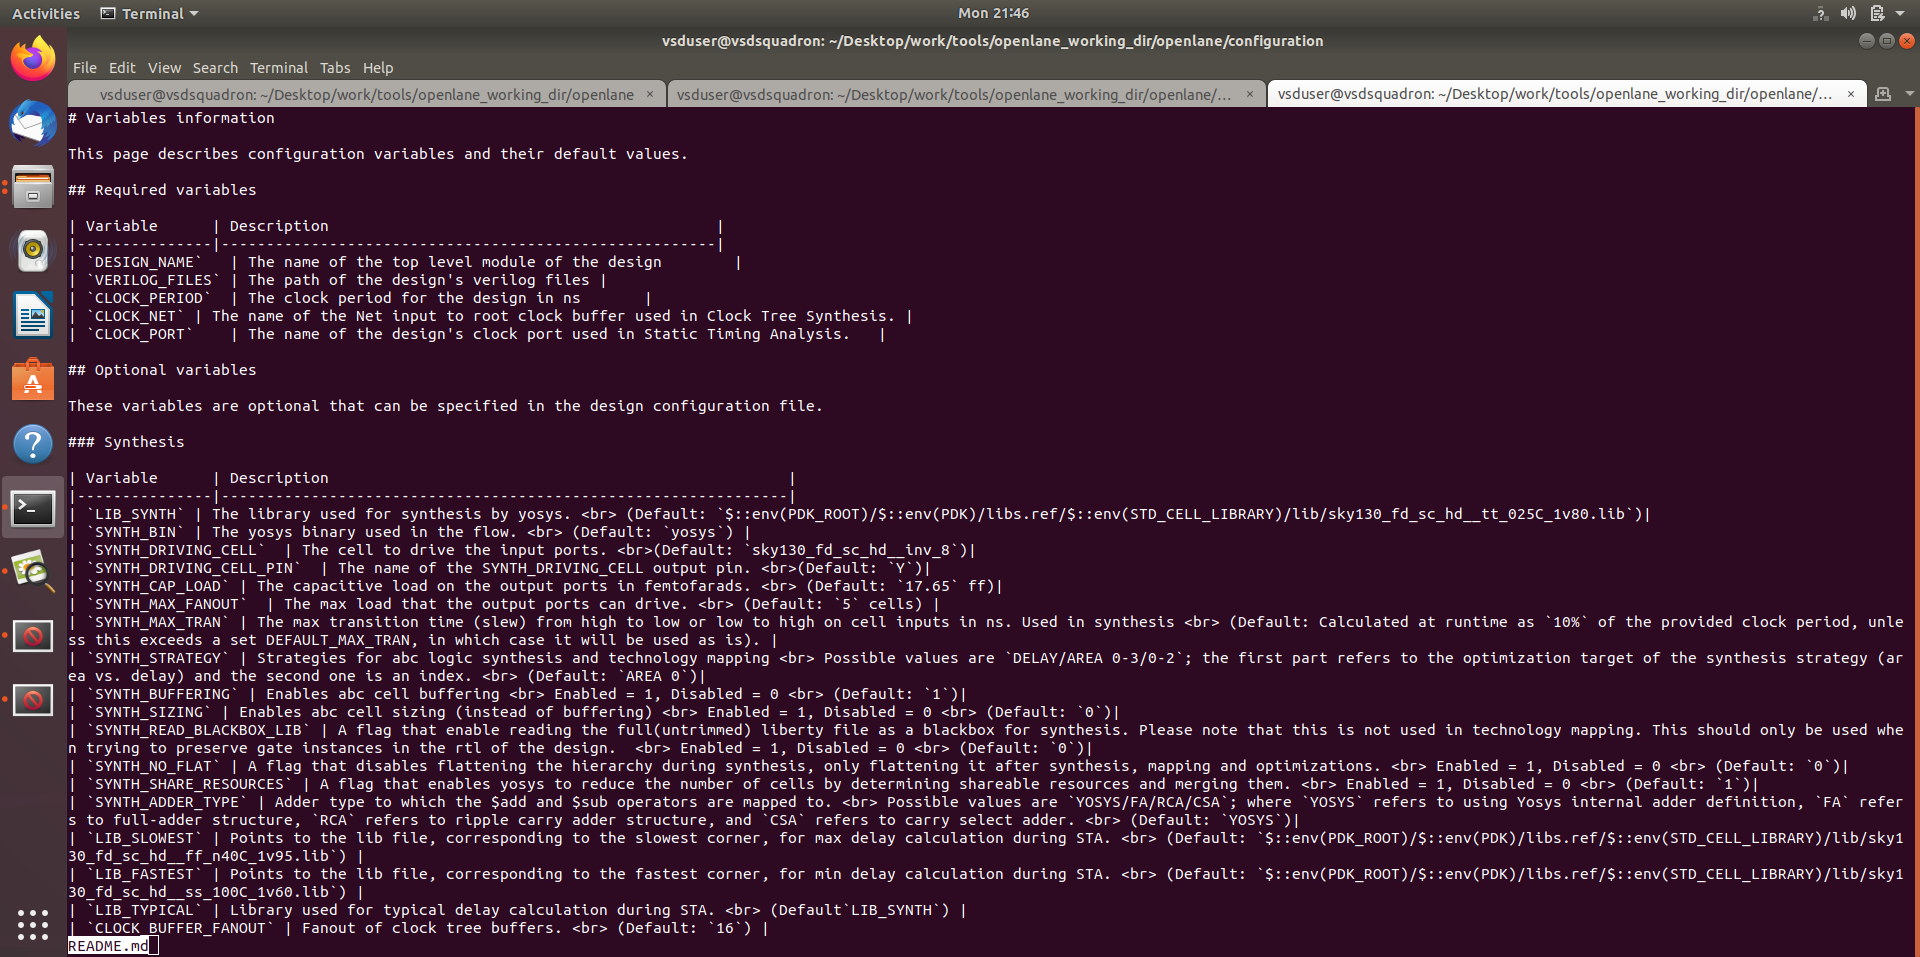 Activities Terminal Mon 21:46
vsduser@vsdsquadron: ~/Desktop/work/tools/openlane_working_dir/openlane/configuration
File Edit View Search Terminal Tabs Help
vsduser@vsdsquadron: ~/Desktop/work/tools/openlane_working_dir/openlane × vsduser@vsdsquadron: ~/Desktop/work/tools/openlane_working_dir/openlane/... × vsduser@vsdsquadron: ~/Desktop/work/tools/openlane_working_dir/openlane/... ×
# Variables information
This page describes configuration variables and their default values.
## Required variables
| Variable      | Description                                           |
|---------------|-------------------------------------------------------|
| `DESIGN_NAME`   | The name of the top level module of the design        |
| `VERILOG_FILES` | The path of the design's verilog files |
| `CLOCK_PERIOD`  | The clock period for the design in ns       |
| `CLOCK_NET` | The name of the Net input to root clock buffer used in Clock Tree Synthesis. |
| `CLOCK_PORT`    | The name of the design's clock port used in Static Timing Analysis.   |
## Optional variables
These variables are optional that can be specified in the design configuration file.
### Synthesis
| Variable      | Description                                                   |
|---------------|---------------------------------------------------------------|
| `LIB_SYNTH` | The library used for synthesis by yosys. <br> (Default: `$::env(PDK_ROOT)/$::env(PDK)/libs.ref/$::env(STD_CELL_LIBRARY)/lib/sky130_fd_sc_hd__tt_025C_1v80.lib`)|
| `SYNTH_BIN` | The yosys binary used in the flow. <br> (Default: `yosys`) |
| `SYNTH_DRIVING_CELL`  | The cell to drive the input ports. <br>(Default: `sky130_fd_sc_hd__inv_8`)|
| `SYNTH_DRIVING_CELL_PIN`  | The name of the SYNTH_DRIVING_CELL output pin. <br>(Default: `Y`)|
| `SYNTH_CAP_LOAD` | The capacitive load on the output ports in femtofarads. <br> (Default: `17.65` ff)|
| `SYNTH_MAX_FANOUT`  | The max load that the output ports can drive. <br> (Default: `5` cells) |
| `SYNTH_MAX_TRAN` | The max transition time (slew) from high to low or low to high on cell inputs in ns. Used in synthesis <br> (Default: Calculated at runtime as `10%` of the provided clock period, unle
ss this exceeds a set DEFAULT_MAX_TRAN, in which case it will be used as is). |
| `SYNTH_STRATEGY` | Strategies for abc logic synthesis and technology mapping <br> Possible values are `DELAY/AREA 0-3/0-2`; the first part refers to the optimization target of the synthesis strategy (ar
ea vs. delay) and the second one is an index. <br> (Default: `AREA 0`)|
| `SYNTH_BUFFERING` | Enables abc cell buffering <br> Enabled = 1, Disabled = 0 <br> (Default: `1`)|
| `SYNTH_SIZING` | Enables abc cell sizing (instead of buffering) <br> Enabled = 1, Disabled = 0 <br> (Default: `0`)|
| `SYNTH_READ_BLACKBOX_LIB` | A flag that enable reading the full(untrimmed) liberty file as a blackbox for synthesis. Please note that this is not used in technology mapping. This should only be used whe
n trying to preserve gate instances in the rtl of the design.  <br> Enabled = 1, Disabled = 0 <br> (Default: `0`)|
| `SYNTH_NO_FLAT` | A flag that disables flattening the hierarchy during synthesis, only flattening it after synthesis, mapping and optimizations. <br> Enabled = 1, Disabled = 0 <br> (Default: `0`)|
| `SYNTH_SHARE_RESOURCES` | A flag that enables yosys to reduce the number of cells by determining shareable resources and merging them. <br> Enabled = 1, Disabled = 0 <br> (Default: `1`)|
| `SYNTH_ADDER_TYPE` | Adder type to which the $add and $sub operators are mapped to. <br> Possible values are `YOSYS/FA/RCA/CSA`; where `YOSYS` refers to using Yosys internal adder definition, `FA` refer
s to full-adder structure, `RCA` refers to ripple carry adder structure, and `CSA` refers to carry select adder. <br> (Default: `YOSYS`)|
| `LIB_SLOWEST` | Points to the lib file, corresponding to the slowest corner, for max delay calculation during STA. <br> (Default: `$::env(PDK_ROOT)/$::env(PDK)/libs.ref/$::env(STD_CELL_LIBRARY)/lib/sky1
30_fd_sc_hd__ff_n40C_1v95.lib`) |
| `LIB_FASTEST` | Points to the lib file, corresponding to the fastest corner, for min delay calculation during STA. <br> (Default: `$::env(PDK_ROOT)/$::env(PDK)/libs.ref/$::env(STD_CELL_LIBRARY)/lib/sky1
30_fd_sc_hd__ss_100C_1v60.lib`) |
| `LIB_TYPICAL` | Library used for typical delay calculation during STA. <br> (Default`LIB_SYNTH`) |
| `CLOCK_BUFFER_FANOUT` | Fanout of clock tree buffers. <br> (Default: `16`) |
README.md